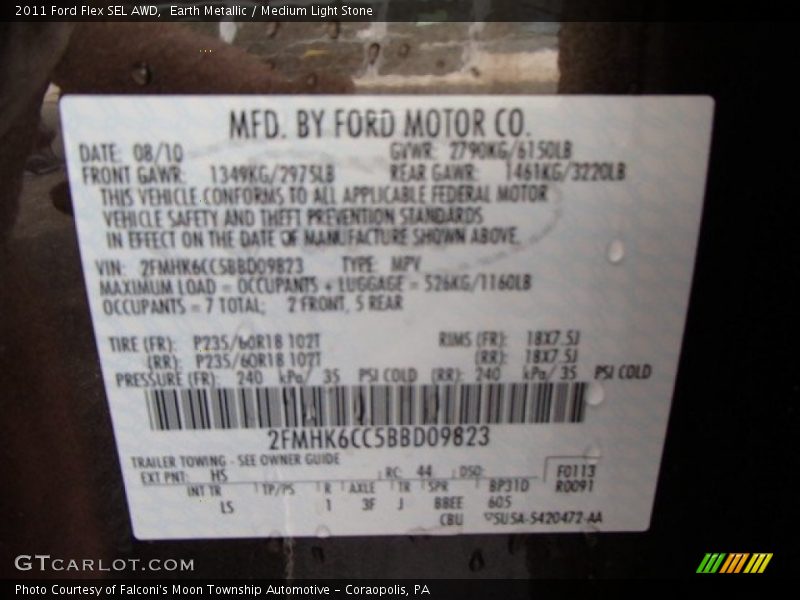 2011 Ford Flex SEL AWD,  Earth Metallic / Medium Light Stone
MFD. BY FORD MOTOR CO.
DATE: 08/10 GVWR: 2790KG/6150LB
FRONT GAWR: 1349KG/2975LB REAR GAWR: 1461KG/3220LB
THIS VEHICLE CONFORMS TO ALL APPLICABLE FEDERAL MOTOR
VEHICLE SAFETY AND THEFT PREVENTION STANDARDS
IN EFFECT ON THE DATE OF MANUFACTURE SHOWN ABOVE.
VIN: 2FMHK6CC5BBD09823 TYPE: MPV
MAXIMUM LOAD = OCCUPANTS + LUGGAGE = 526KG/1160LB
OCCUPANTS = 7 TOTAL; 2 FRONT, 5 REAR
TIRE (FR): P235/60R18 102T RIMS (FR): 18X7.5J
(RR): P235/60R18 102T (RR): 18X7.5J
PRESSURE (FR): 240 kPa/ 35 PSI COLD (RR): 240 kPa/ 35 PSI COLD
2FMHK6CC5BBD09823
TRAILER TOWING - SEE OWNER GUIDE
EXT PNT: HS RC: 44 DSO: F0113
INT TR TP/PS R AXLE TR SPR BP31D R0091
LS 1 3F J BBEE 605
CBU 5U5A-5420472-AA
GTCARLOT.COM
Photo Courtesy of Falconi's Moon Township Automotive - Coraopolis, PA